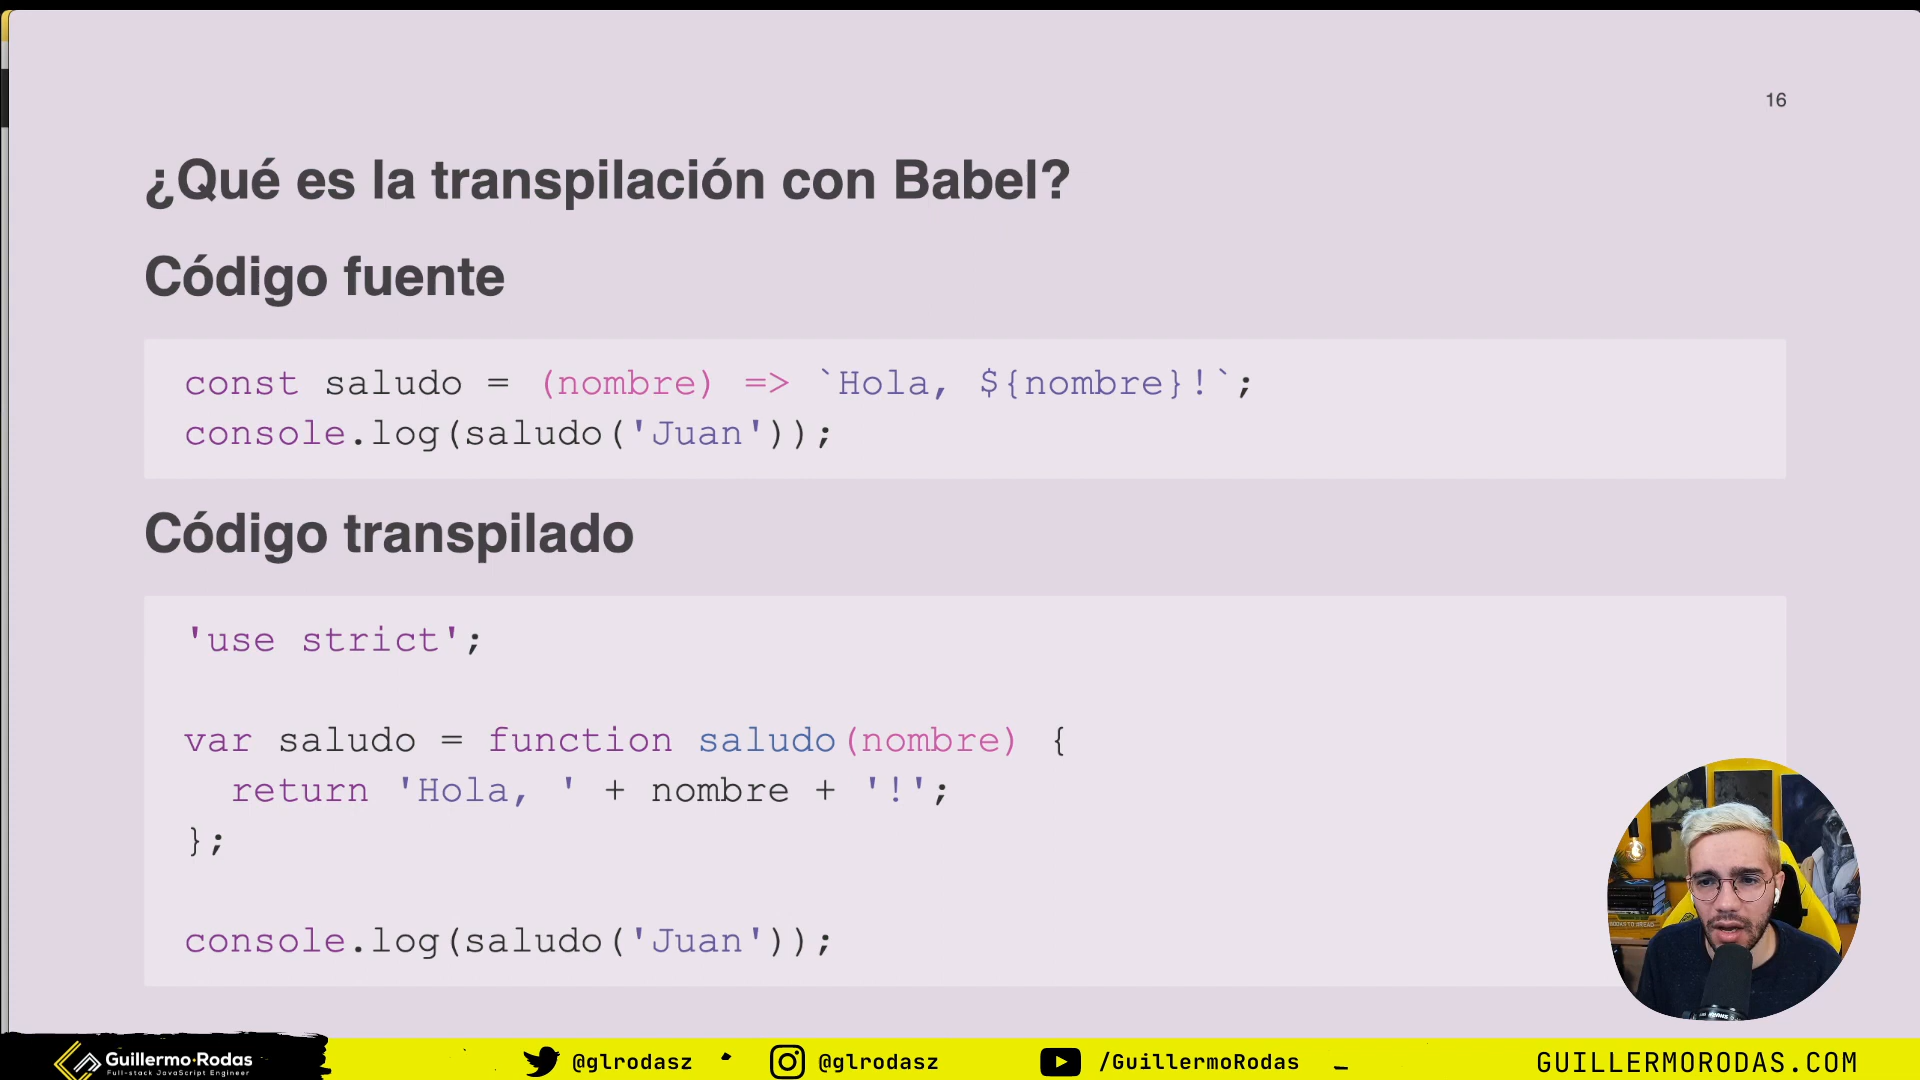 16
¿Qué es la transpilación con Babel?
Código fuente
const saludo = (nombre) => `Hola, ${nombre}!`;
console.log(saludo('Juan'));
Código transpilado
'use strict';
var saludo = function saludo(nombre) {
  return 'Hola, ' + nombre + '!';
};
console.log(saludo('Juan'));
Guillermo·Rodas
Full-stack JavaScript Engineer
@glrodasz
@glrodasz
/GuillermoRodas
GUILLERMORODAS.COM